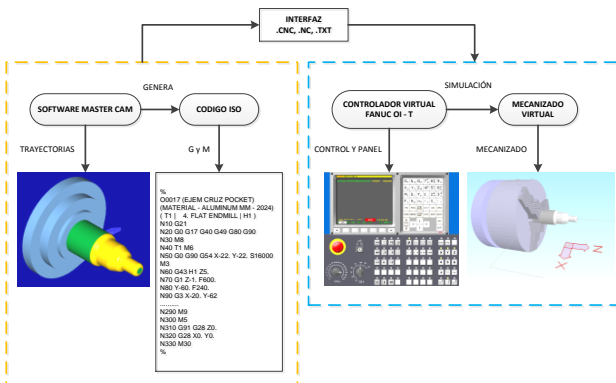 INTERFAZ
.CNC, .NC, .TXT
GENERA
SOFTWARE MASTER CAM
CODIGO ISO
TRAYECTORIAS
G y M
%
O0017 (EJEM CRUZ POCKET)
(MATERIAL - ALUMINUM MM - 2024)
( T1 | 4. FLAT ENDMILL | H1 )
N10 G21
N20 G0 G17 G40 G49 G80 G90
N30 M8
N40 T1 M6
N50 G0 G90 G54 X-22. Y-22. S16000
M3
N60 G43 H1 Z5.
N70 G1 Z-1. F600.
N80 Y-60. F240.
N90 G3 X-20. Y-62
.........
N290 M9
N300 M5
N310 G91 G28 Z0.
N320 G28 X0. Y0.
N330 M30
%
SIMULACIÓN
CONTROLADOR VIRTUAL
FANUC OI - T
MECANIZADO
VIRTUAL
CONTROL Y PANEL
MECANIZADO
X
Z